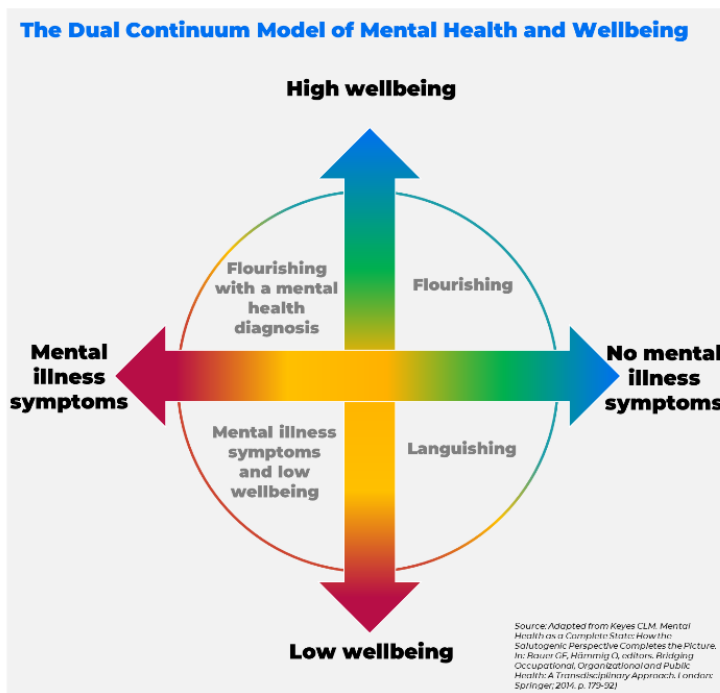 The Dual Continuum Model of Mental Health and Wellbeing
High wellbeing
Flourishing
with a mental
health
diagnosis
Flourishing
Mental
illness
symptoms
No mental
illness
symptoms
Mental illness
symptoms
and low
wellbeing
Languishing
Low wellbeing
Source: Adapted from Keyes CLM. Mental
Health as a Complete State: How the
Salutogenic Perspective Completes the Picture.
In: Bauer GF, Hämmig O, editors. Bridging
Occupational, Organizational and Public
Health: A Transdisciplinary Approach. London:
Springer; 2014. p. 179-92)